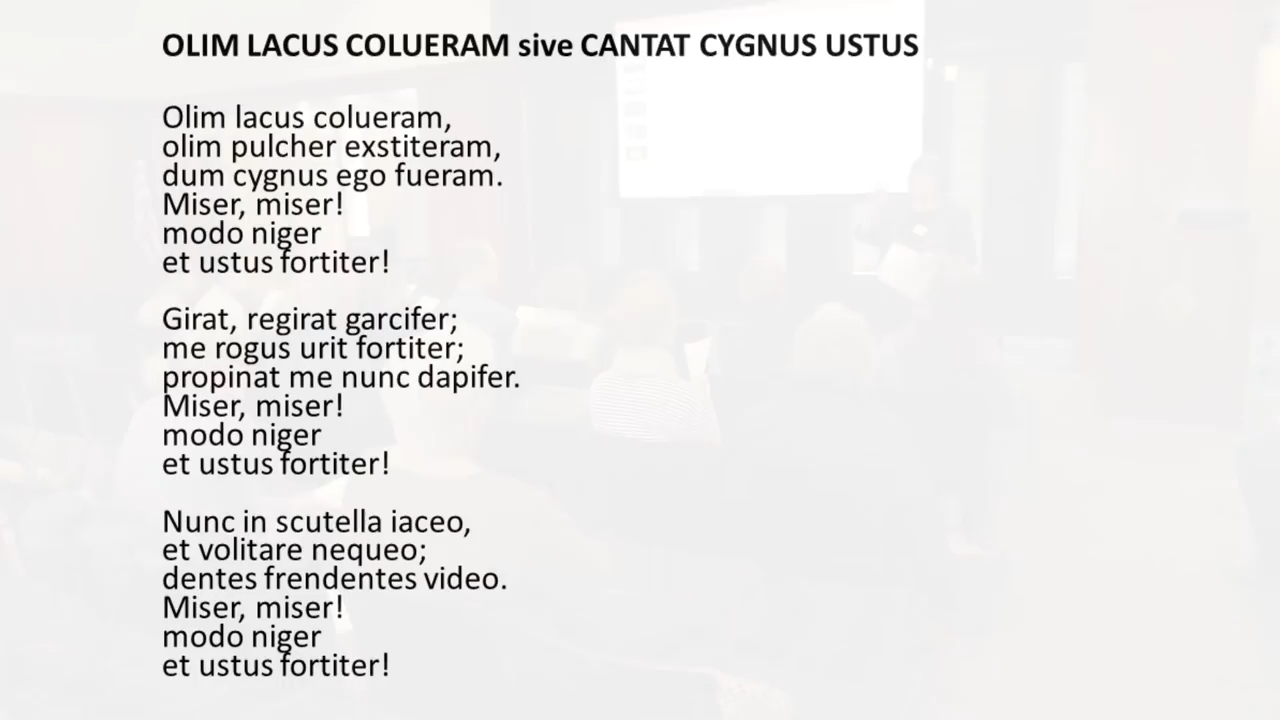 OLIM LACUS COLUERAM sive CANTAT CYGNUS USTUS
Olim lacus colueram,
olim pulcher exstiteram,
dum cygnus ego fueram.
Miser, miser!
modo niger
et ustus fortiter!
Girat, regirat garcifer;
me rogus urit fortiter;
propinat me nunc dapifer.
Miser, miser!
modo niger
et ustus fortiter!
Nunc in scutella iaceo,
et volitare nequeo;
dentes frendentes video.
Miser, miser!
modo niger
et ustus fortiter!